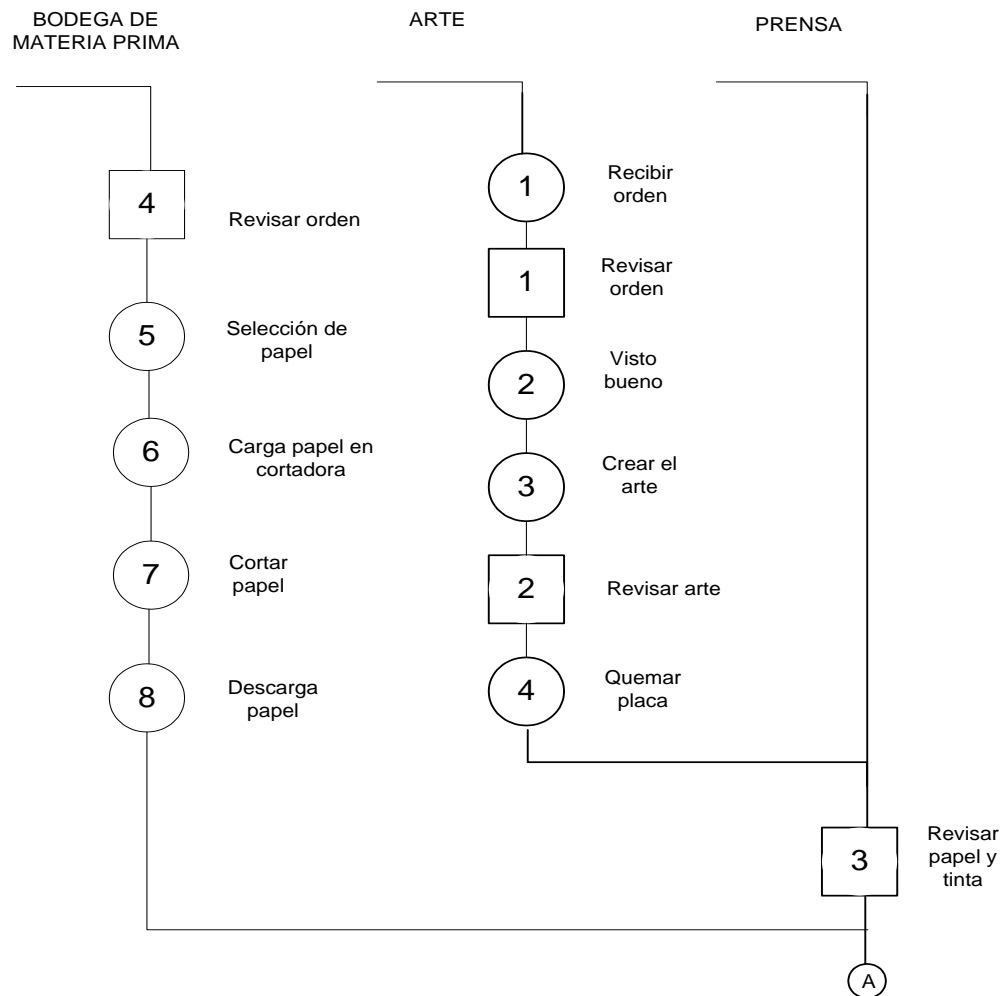 BODEGA DE
MATERIA PRIMA
4
Revisar orden
5
Selección de
papel
6
Carga papel en
cortadora
7
Cortar
papel
8
Descarga
papel
ARTE
1
Recibir
orden
1
Revisar
orden
2
Visto
bueno
3
Crear el
arte
2
Revisar arte
4
Quemar
placa
PRENSA
3
Revisar
papel y
tinta
A